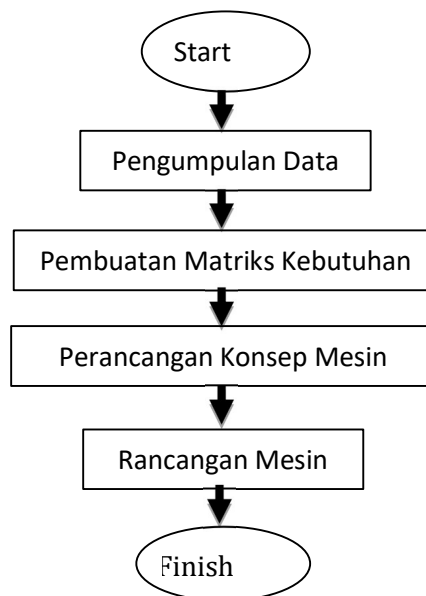 Start
Pengumpulan Data
Pembuatan Matriks Kebutuhan
Perancangan Konsep Mesin
Rancangan Mesin
Finish